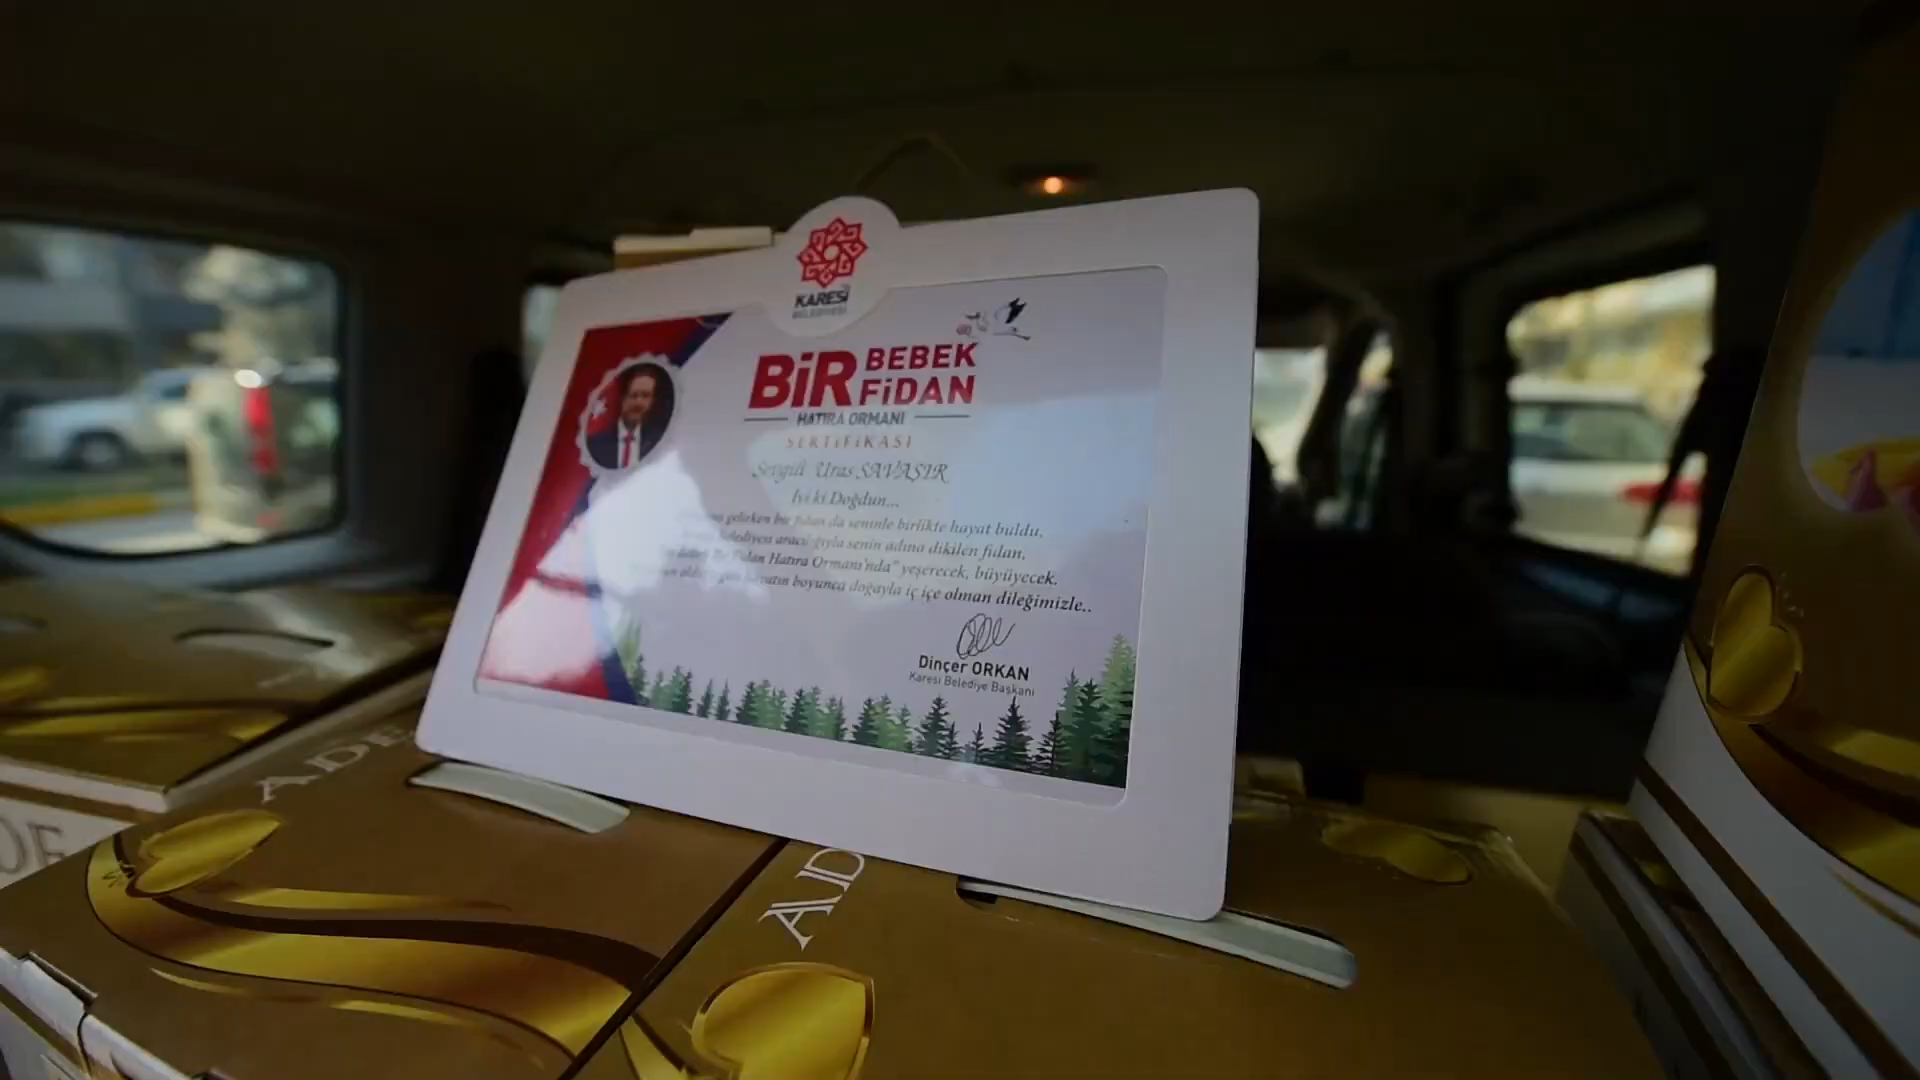 KARESİ
BELEDİYESİ
BİR BEBEK
FİDAN
HATIRA ORMANI
SERTİFİKASI
Sevgili Uras SAVAŞIR
İyi ki Doğdun...
gelirken bir fidan da seninle birlikte hayat buldu,
Belediyesi aracılığıyla senin adına dikilen fidan,
Bir Fidan Hatıra Ormanı'nda" yeşerecek, büyüyecek.
hayatın boyunca doğayla iç içe olman dileğimizle..
Dinçer ORKAN
Karesi Belediye Başkanı